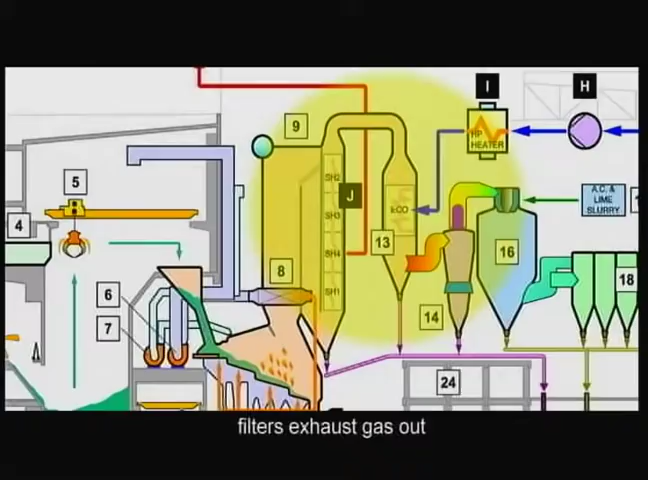 I
H
9
HP
HEATER
5
SH2
J
A.C. &
LIME
SLURRY
4
SH3
ECO
13
16
SH4
8
18
6
SH1
7
14
24
filters exhaust gas out